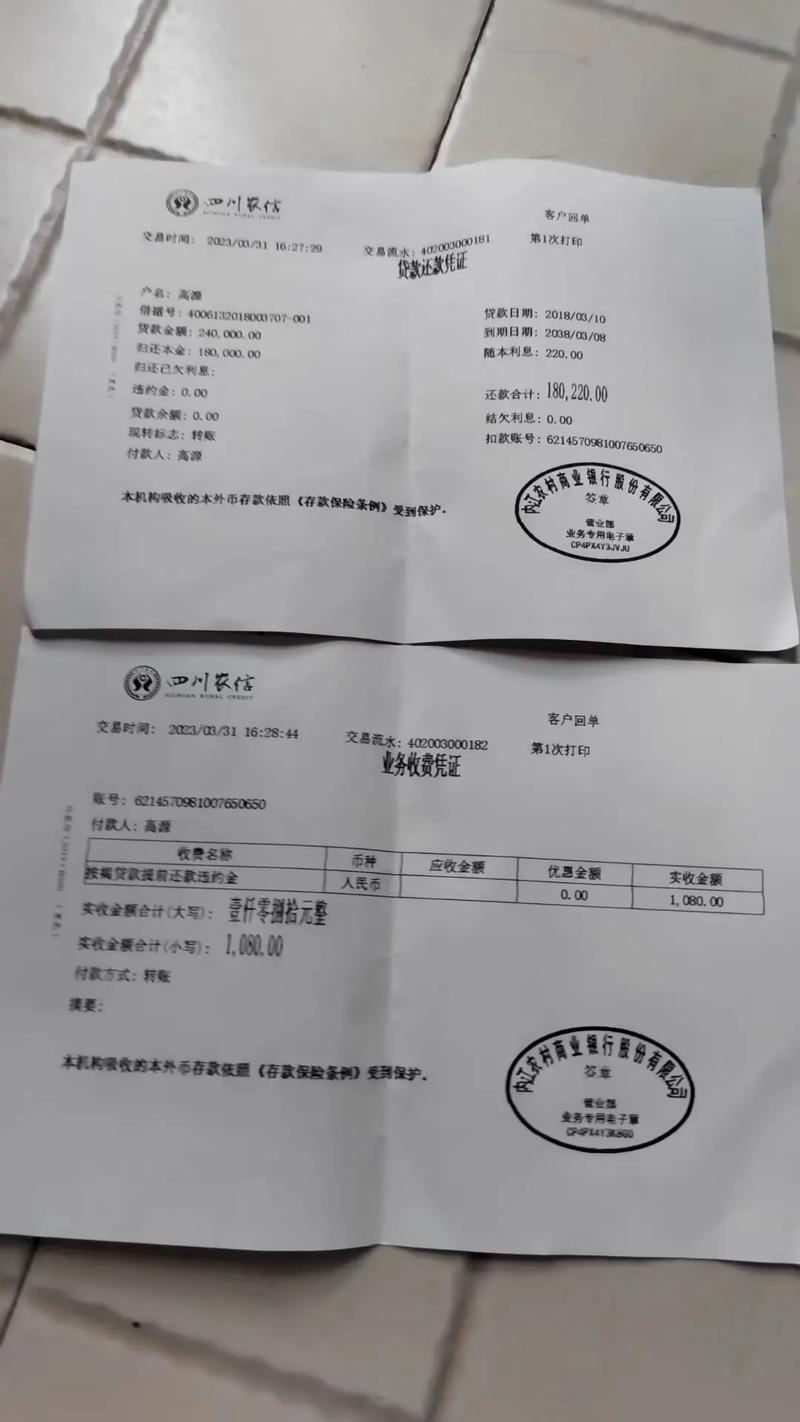 四川农信
SICHUAN RURAL CREDIT
客户回单
交易时间: 2023/03/31 16:27:29 交易流水: 402003000181 第1次打印
贷款还款凭证
户名: 高源
借据号: 4006132018003707-001 贷款日期: 2018/03/10
贷款金额: 240,000.00 到期日期: 2038/03/08
归还本金: 180,000.00 随本利息: 220.00
归还已欠利息:
违约金: 0.00 还款合计: 180,220.00
贷款余额: 0.00 结欠利息: 0.00
现转标志: 转账 扣款账号: 6214570981007650650
付款人: 高源
本机构吸收的本外币存款依照《存款保险条例》受到保护。
内江农村商业银行股份有限公司
签章
营业部
业务专用电子章
CP4PX4Y3JVJU
四川农信
SICHUAN RURAL CREDIT
客户回单
交易时间: 2023/03/31 16:28:44 交易流水: 402003000182 第1次打印
业务收费凭证
账号: 6214570981007650650
付款人: 高源
收费名称 币种 应收金额 优惠金额 实收金额
按揭贷款提前还款违约金 人民币 0.00 1,080.00
实收金额合计(大写): 壹仟零捌拾元整
实收金额合计(小写): 1,080.00
付款方式: 转账
摘要:
本机构吸收的本外币存款依照《存款保险条例》受到保护。
内江农村商业银行股份有限公司
签章
营业部
业务专用电子章